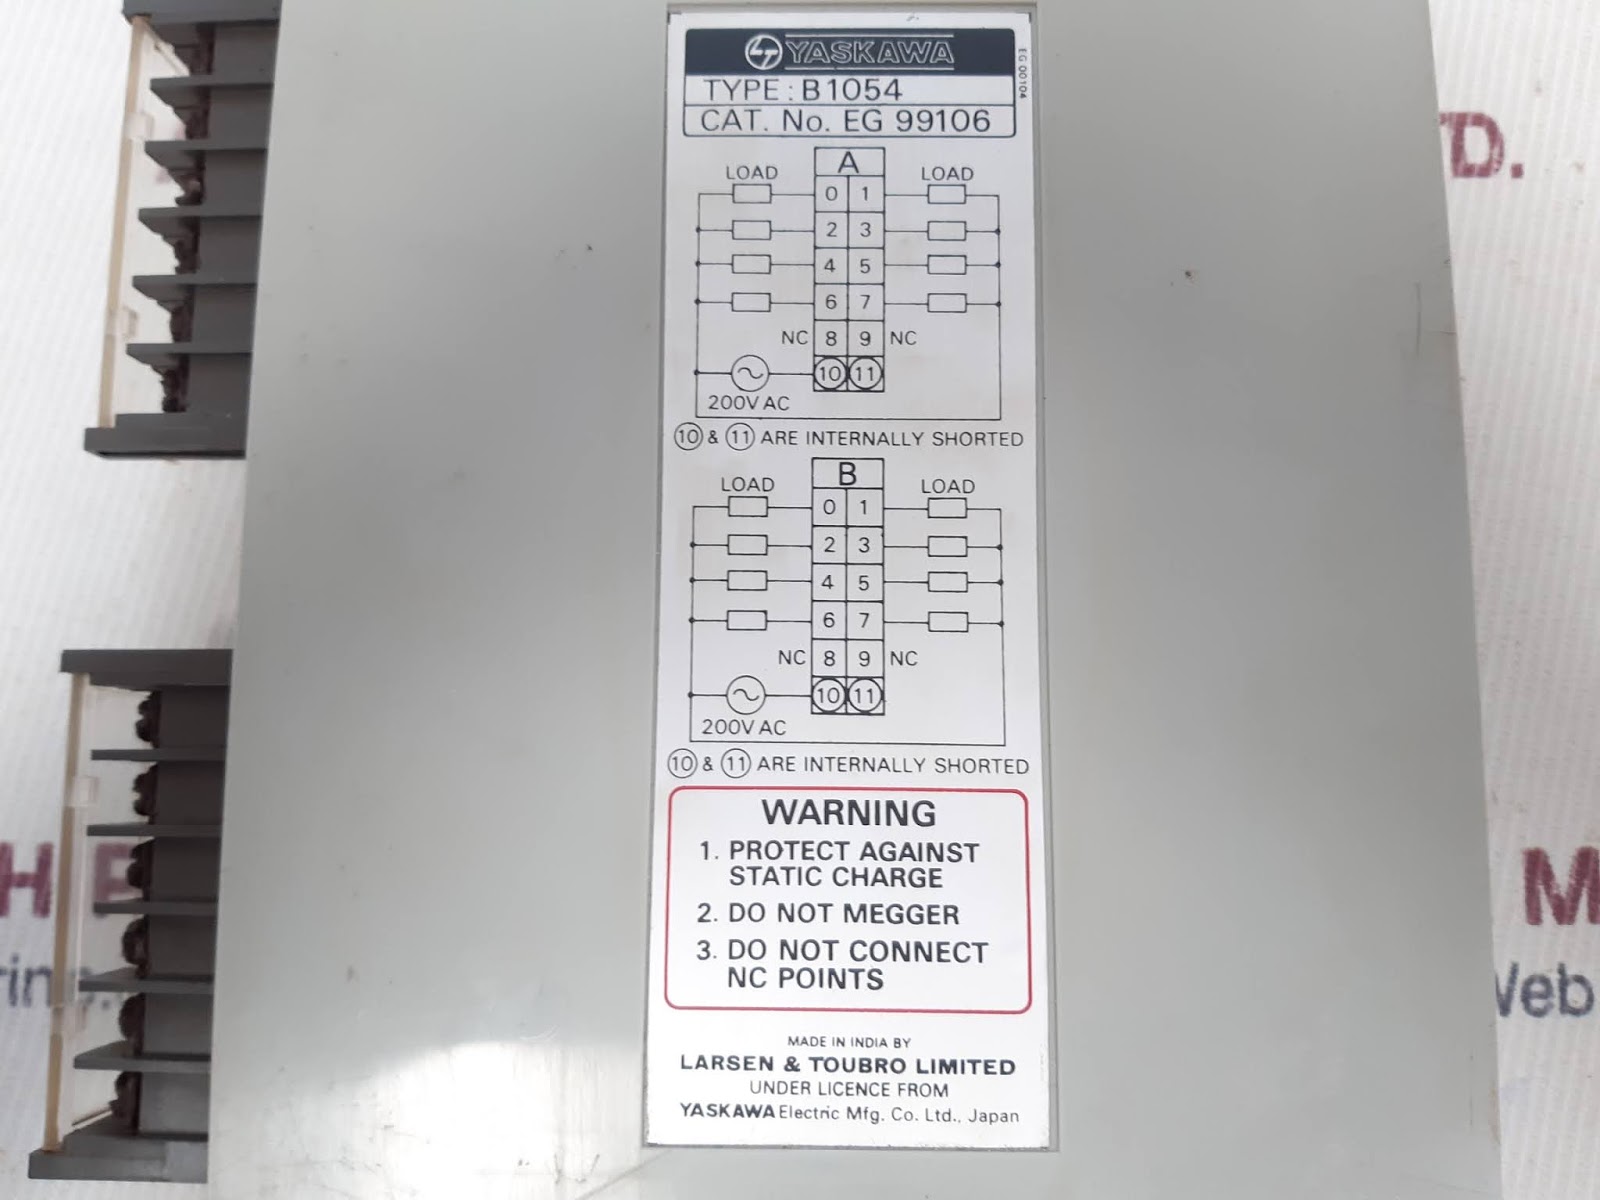 LT YASKAWA
EG 00104
TYPE : B1054
CAT. No. EG 99106
A
LOAD LOAD
0 1
2 3
4 5
6 7
NC 8 9 NC
10 11
200V AC
10 & 11 ARE INTERNALLY SHORTED
B
LOAD LOAD
0 1
2 3
4 5
6 7
NC 8 9 NC
10 11
200V AC
10 & 11 ARE INTERNALLY SHORTED
WARNING
1. PROTECT AGAINST
STATIC CHARGE
2. DO NOT MEGGER
3. DO NOT CONNECT
NC POINTS
MADE IN INDIA BY
LARSEN & TOUBRO LIMITED
UNDER LICENCE FROM
YASKAWA Electric Mfg. Co. Ltd., Japan
TD.
H
M
Web